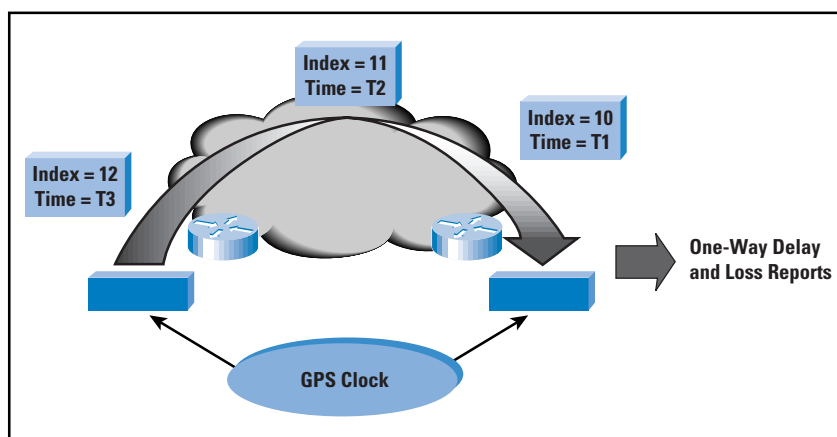 Index = 11
Time = T2
Index = 10
Time = T1
Index = 12
Time = T3
One-Way Delay
and Loss Reports
GPS Clock